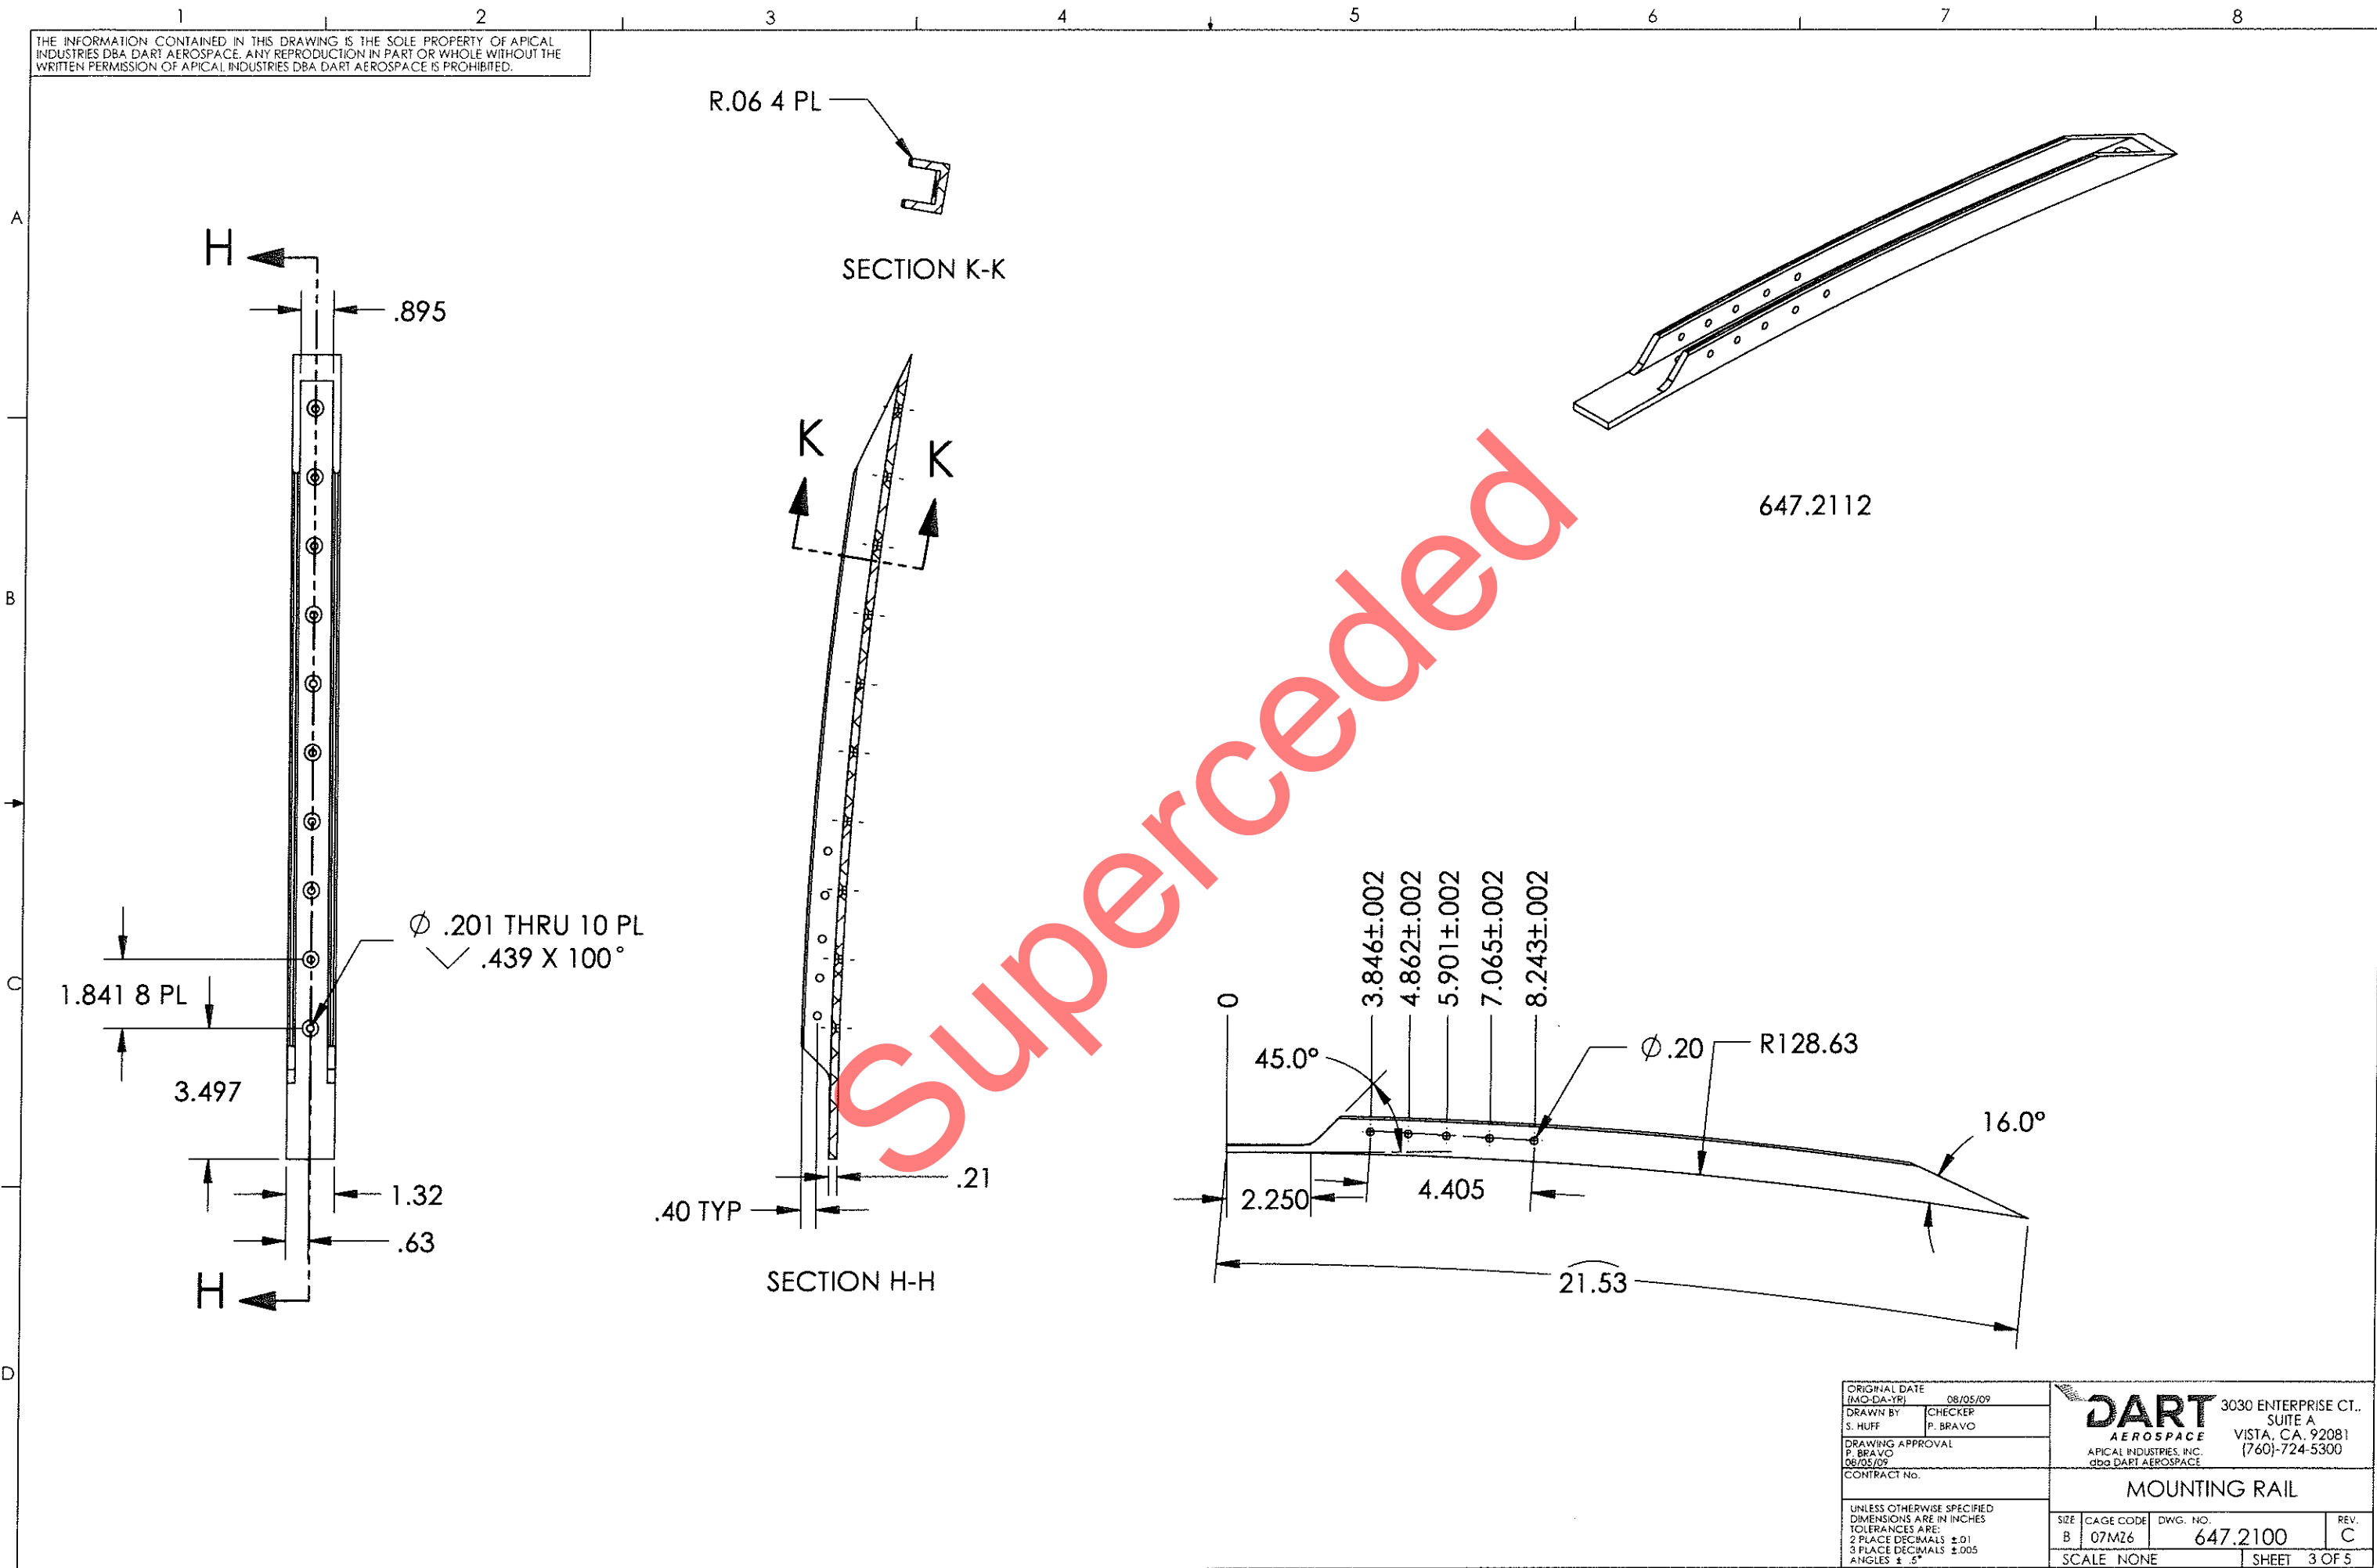 1 2 3 4 5 6 7 8
THE INFORMATION CONTAINED IN THIS DRAWING IS THE SOLE PROPERTY OF APICAL
INDUSTRIES DBA DART AEROSPACE. ANY REPRODUCTION IN PART OR WHOLE WITHOUT THE
WRITTEN PERMISSION OF APICAL INDUSTRIES DBA DART AEROSPACE IS PROHIBITED.
A
B
C
D
H
.895
Ø .201 THRU 10 PL
.439 X 100°
1.841 8 PL
3.497
1.32
.63
H
R.06 4 PL
SECTION K-K
K
K
.21
.40 TYP
SECTION H-H
647.2112
Superceded
0
3.846±.002
4.862±.002
5.901±.002
7.065±.002
8.243±.002
45.0°
Ø.20
R128.63
16.0°
2.250
4.405
21.53
ORIGINAL DATE
(MO-DA-YR) 08/05/09
DRAWN BY
S. HUFF
CHECKER
P. BRAVO
DRAWING APPROVAL
P. BRAVO
08/05/09
CONTRACT No.
UNLESS OTHERWISE SPECIFIED
DIMENSIONS ARE IN INCHES
TOLERANCES ARE:
2 PLACE DECIMALS ±.01
3 PLACE DECIMALS ±.005
ANGLES ± .5°
DART
AEROSPACE
APICAL INDUSTRIES, INC.
dba DART AEROSPACE
3030 ENTERPRISE CT..
SUITE A
VISTA, CA. 92081
(760)-724-5300
MOUNTING RAIL
SIZE
B
CAGE CODE
07MZ6
DWG. NO.
647.2100
REV.
C
SCALE NONE
SHEET 3 OF 5